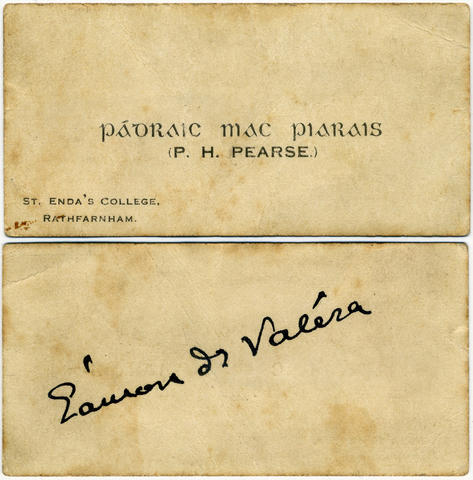 pádraic mac piarais
(P. H. PEARSE.)
ST. ENDA'S COLLEGE,
RATHFARNHAM.
Éamon de Valéra